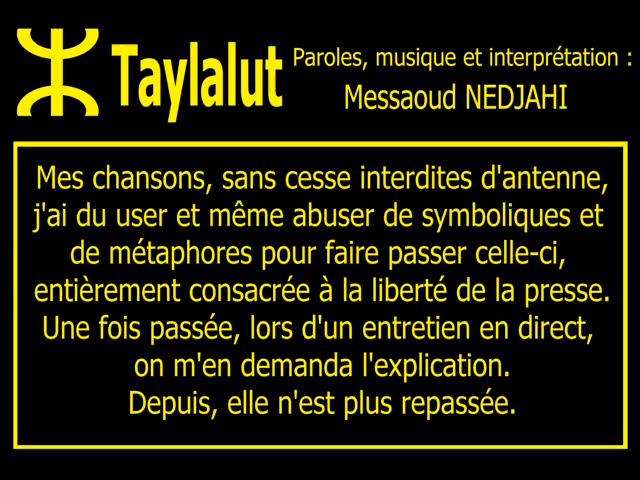 ⵣ Taylalut
Paroles, musique et interprétation :
Messaoud NEDJAHI
Mes chansons, sans cesse interdites d'antenne,
j'ai du user et même abuser de symboliques et
de métaphores pour faire passer celle-ci,
entièrement consacrée à la liberté de la presse.
Une fois passée, lors d'un entretien en direct,
on m'en demanda l'explication.
Depuis, elle n'est plus repassée.